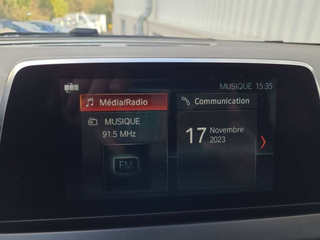 MUSIQUE 15:35
Média/Radio
Communication
MUSIQUE
91.5 MHz
17 Novembre
2023
FM